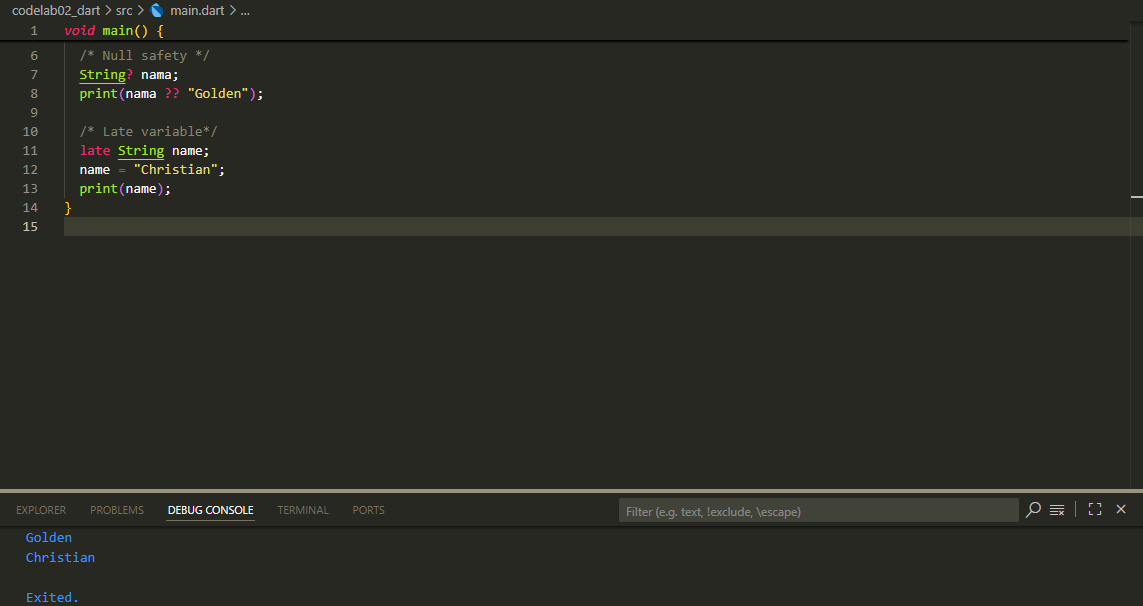 codelab02_dart > src > main.dart > ...
1 void main() {
6 /* Null safety */
7 String? nama;
8 print(nama ?? "Golden");
9
10 /* Late variable*/
11 late String name;
12 name = "Christian";
13 print(name);
14 }
15
EXPLORER PROBLEMS DEBUG CONSOLE TERMINAL PORTS Filter (e.g. text, !exclude, \escape)
Golden
Christian
Exited.